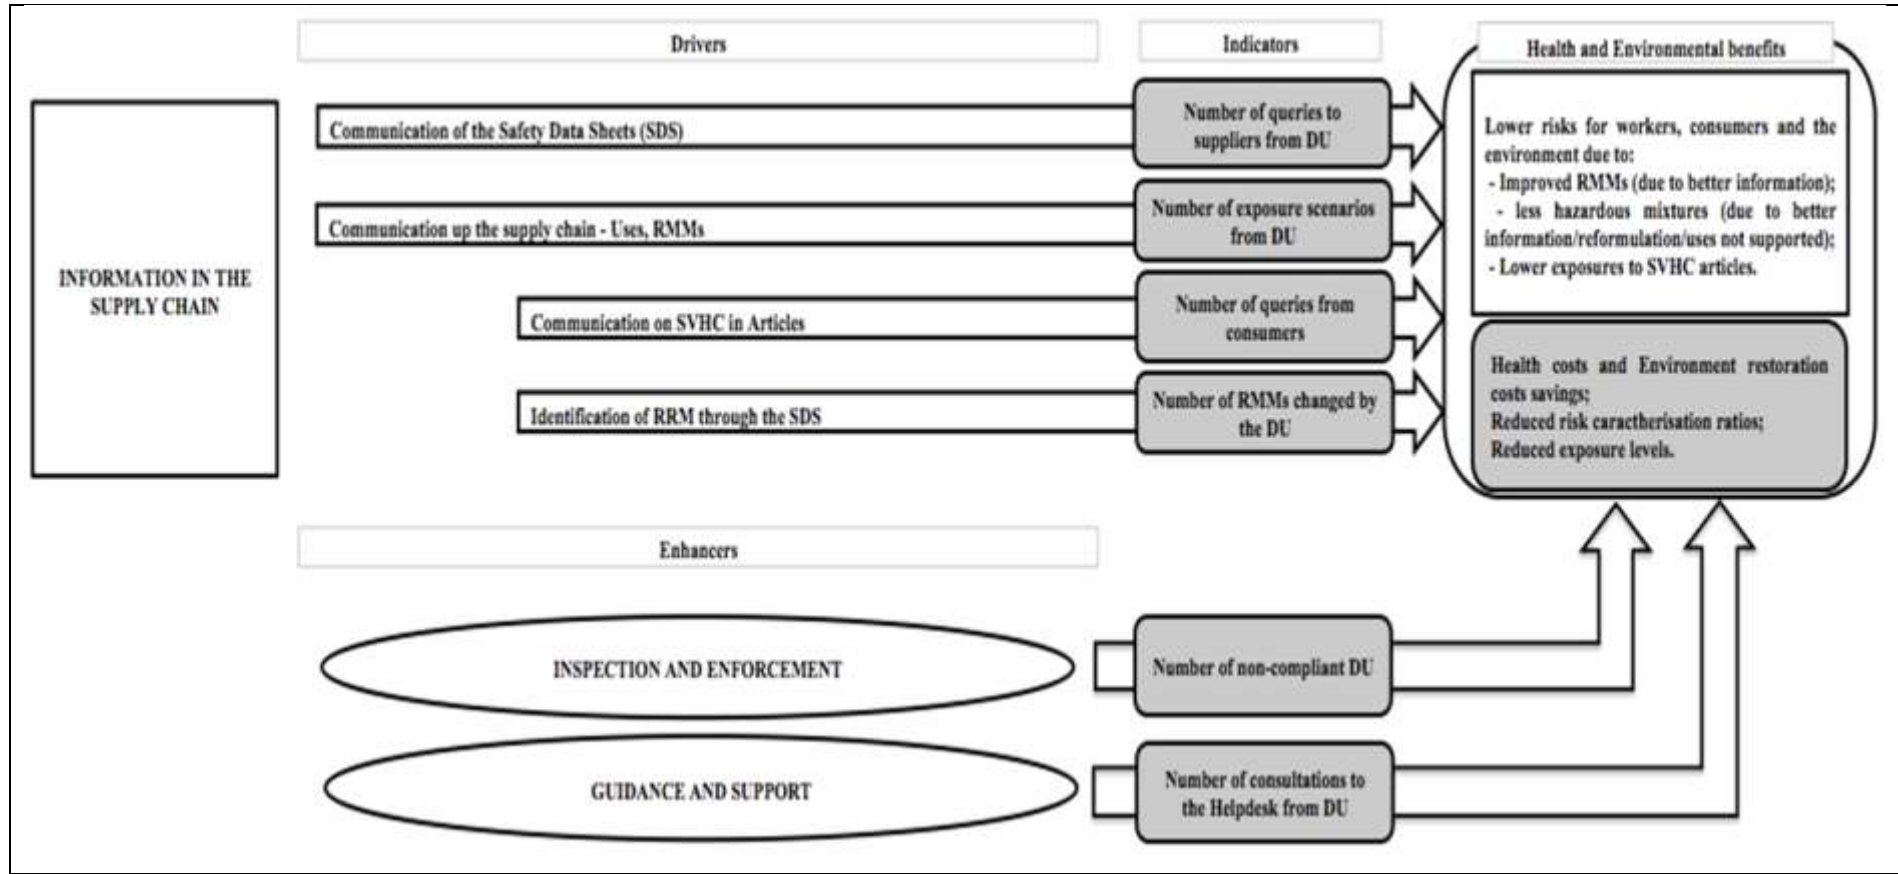 Drivers
Indicators
Health and Environmental benefits
INFORMATION IN THE
SUPPLY CHAIN
Communication of the Safety Data Sheets (SDS)
Number of queries to
suppliers from DU
Communication up the supply chain - Uses, RMMs
Number of exposure scenarios
from DU
Communication on SVHC in Articles
Number of queries from
consumers
Identification of RRM through the SDS
Number of RMMs changed by
the DU
Lower risks for workers, consumers and the
environment due to:
- Improved RMMs (due to better information);
- less hazardous mixtures (due to better
information/reformulation/uses not supported);
- Lower exposures to SVHC articles.
Health costs and Environment restoration
costs savings;
Reduced risk caractherisation ratios;
Reduced exposure levels.
Enhancers
INSPECTION AND ENFORCEMENT
Number of non-compliant DU
GUIDANCE AND SUPPORT
Number of consultations to
the Helpdesk from DU